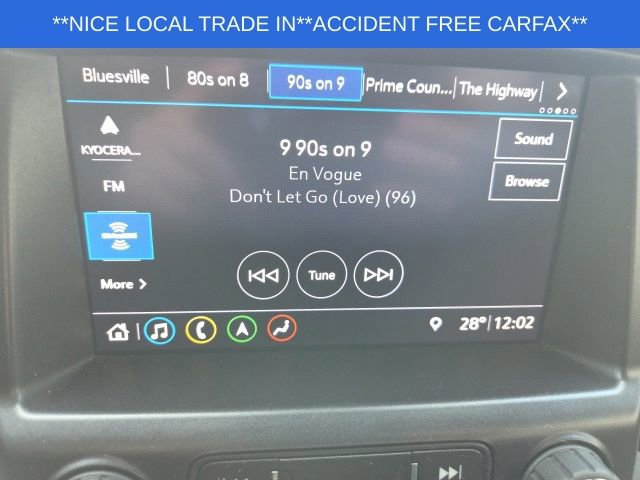 **NICE LOCAL TRADE IN**ACCIDENT FREE CARFAX**
Bluesville 80s on 8 90s on 9 Prime Coun... The Highway
KYOCERA...
9 90s on 9
Sound
FM
En Vogue
Browse
Don't Let Go (Love) (96)
More
Tune
28° 12:02